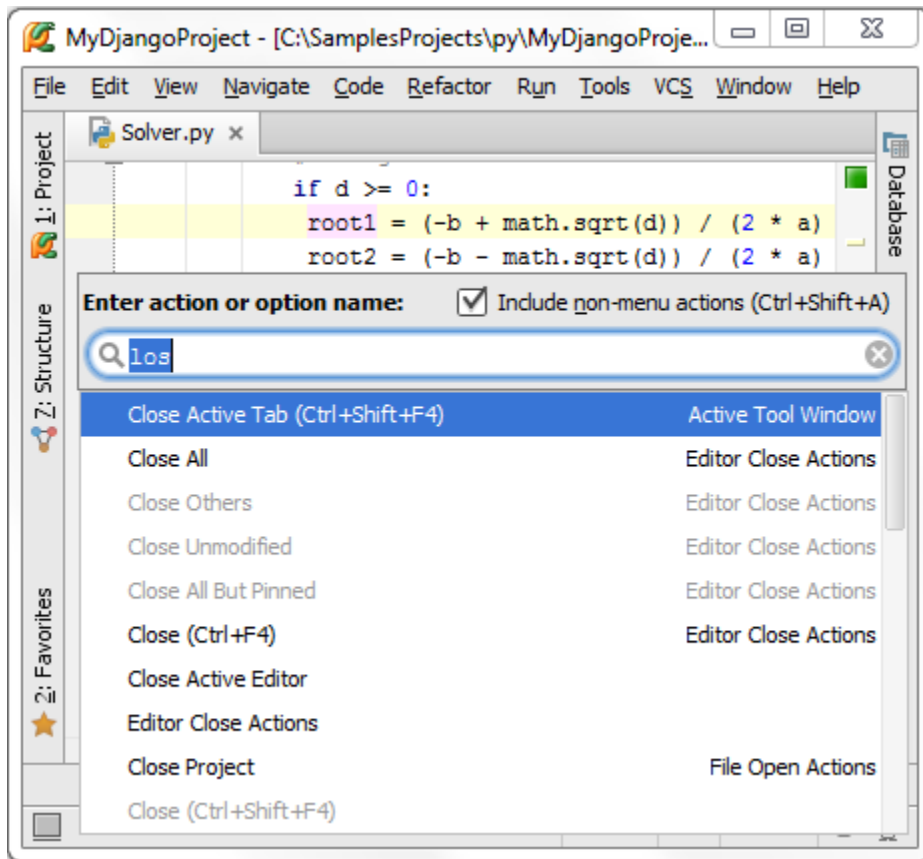 MyDjangoProject - [C:\SamplesProjects\py\MyDjangoProje...
File Edit View Navigate Code Refactor Run Tools VCS Window Help
1: Project
Z: Structure
2: Favorites
Solver.py
Database
if d >= 0:
root1 = (-b + math.sqrt(d)) / (2 * a)
root2 = (-b - math.sqrt(d)) / (2 * a)
Enter action or option name: Include non-menu actions (Ctrl+Shift+A)
los
Close Active Tab (Ctrl+Shift+F4) Active Tool Window
Close All Editor Close Actions
Close Others Editor Close Actions
Close Unmodified Editor Close Actions
Close All But Pinned Editor Close Actions
Close (Ctrl+F4) Editor Close Actions
Close Active Editor
Editor Close Actions
Close Project File Open Actions
Close (Ctrl+Shift+F4)